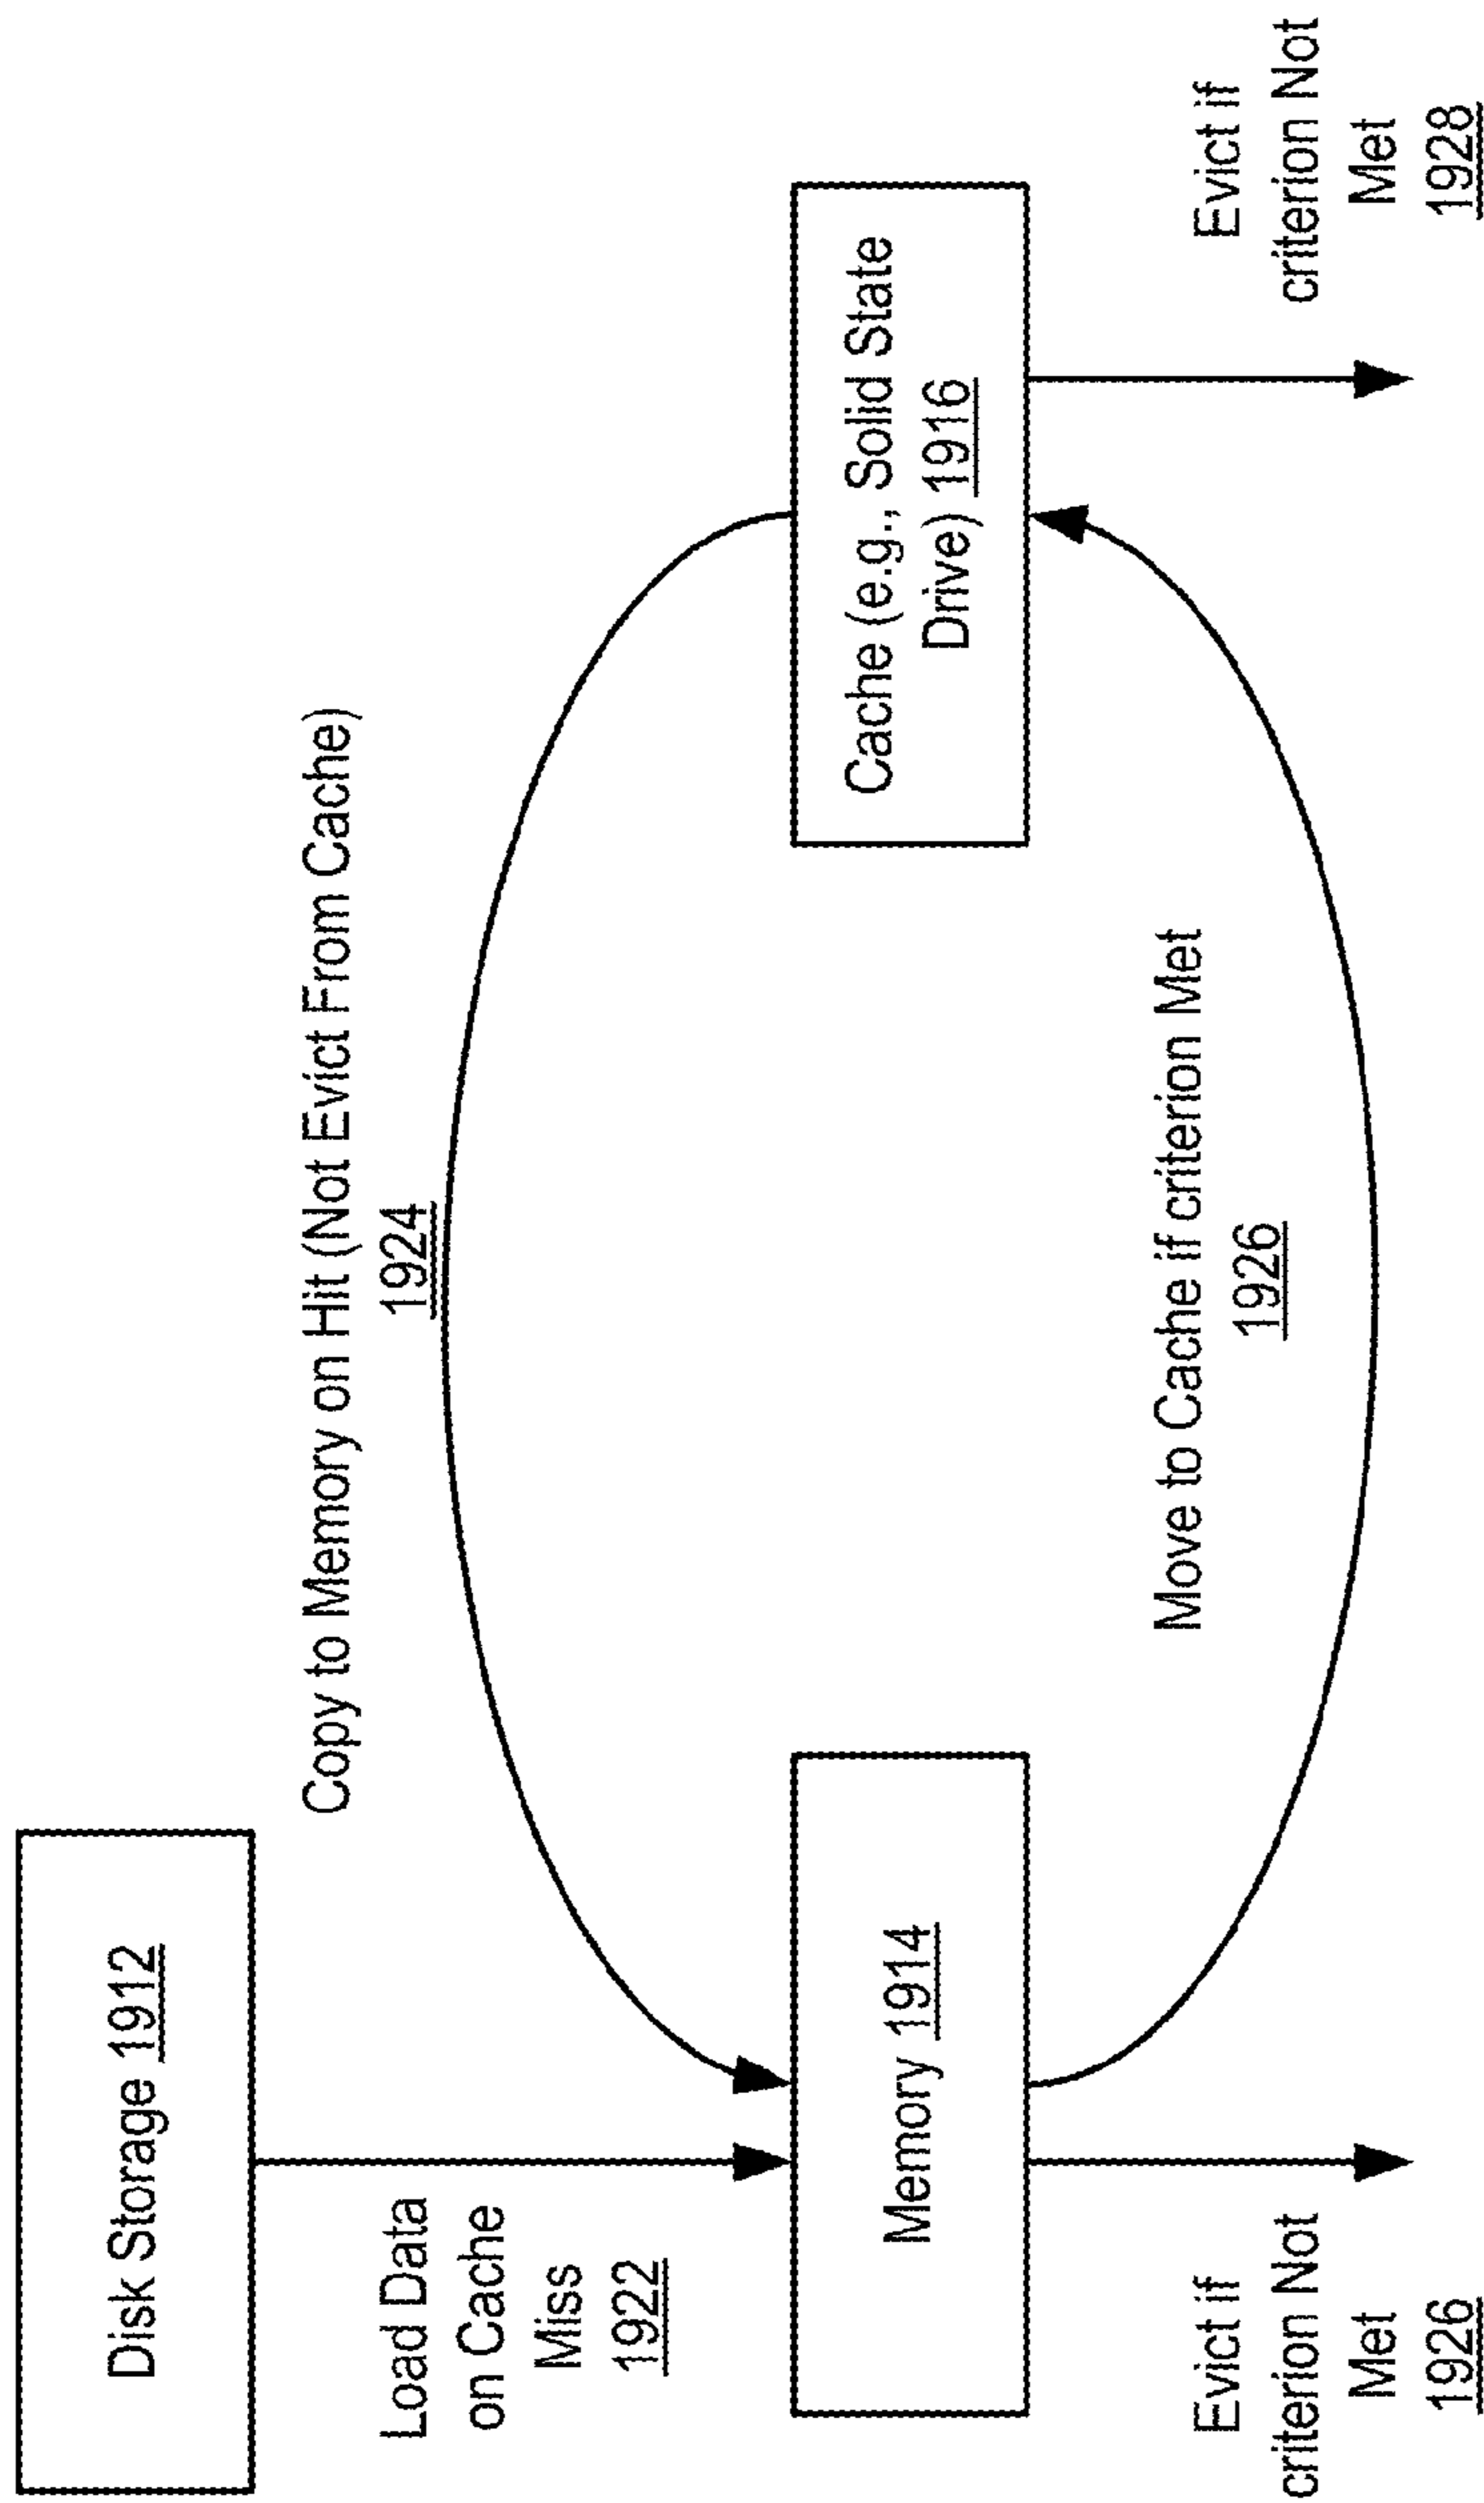 Disk Storage 1912
Copy to Memory on Hit (Not Evict From Cache)
1924
Load Data
on Cache
Miss
1922
Memory 1914
Cache (e.g., Solid State
Drive) 1916
Move to Cache if criterion Met
1926
Evict if
criterion Not
Met
1926
Evict if
criterion Not
Met
1928